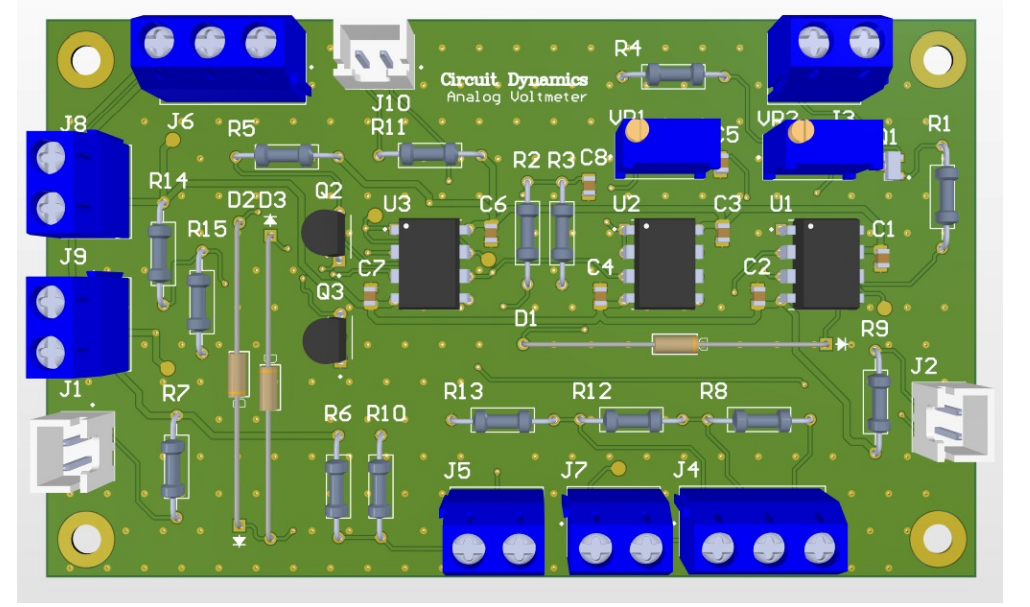 R4
Circuit Dynamics
Analog Voltmeter
J10
J8
J6
R5
R11
VR1
C5
VR2
J3
Q1
R1
R2
R3
C8
R14
D2
D3
Q2
U3
C6
U2
C3
U1
R15
C1
J9
C7
C4
C2
Q3
D1
R9
J1
R7
R6
R10
R13
R12
R8
J2
J5
J7
J4